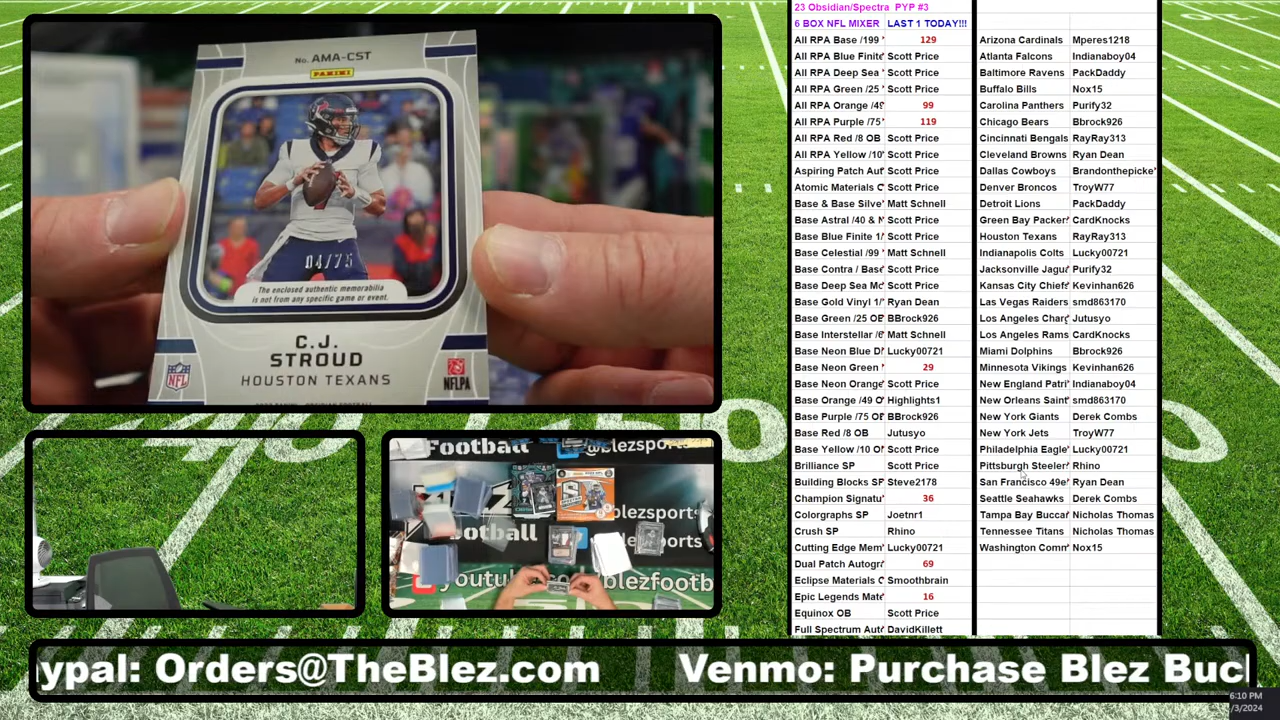 No. AMA-CST
PANINI
04/75
The enclosed authentic memorabilia
is not from any specific game or event.
C.J.
STROUD
HOUSTON TEXANS
NFL
NFLPA
Football
@blezsports
blezsports
otball
youtu
blezfootb
23 Obsidian/Spectra PYP #3
6 BOX NFL MIXER LAST 1 TODAY!!!
All RPA Base /199 129
All RPA Blue Finite Scott Price
All RPA Deep Sea Scott Price
All RPA Green /25 Scott Price
All RPA Orange /49 99
All RPA Purple /75 119
All RPA Red /8 OB Scott Price
All RPA Yellow /10 Scott Price
Aspiring Patch Aut Scott Price
Atomic Materials Scott Price
Base & Base Silve Matt Schnell
Base Astral /40 & Scott Price
Base Blue Finite 1/ Scott Price
Base Celestial /99 Matt Schnell
Base Contra / Base Scott Price
Base Deep Sea Scott Price
Base Gold Vinyl 1/ Ryan Dean
Base Green /25 OB BBrock926
Base Interstellar / Matt Schnell
Base Neon Blue Lucky00721
Base Neon Green 29
Base Neon Orange Scott Price
Base Orange /49 Highlights1
Base Purple /75 OB BBrock926
Base Red /8 OB Jutusyo
Base Yellow /10 Scott Price
Brilliance SP Scott Price
Building Blocks SP Steve2178
Champion Signatu 36
Colorgraphs SP Joetnr1
Crush SP Rhino
Cutting Edge Mem Lucky00721
Dual Patch Autogr 69
Eclipse Materials Smoothbrain
Epic Legends Mate 16
Equinox OB Scott Price
Full Spectrum Aut DavidKillett
Arizona Cardinals Mperes1218
Atlanta Falcons Indianaboy04
Baltimore Ravens PackDaddy
Buffalo Bills Nox15
Carolina Panthers Purify32
Chicago Bears Bbrock926
Cincinnati Bengals RayRay313
Cleveland Browns Ryan Dean
Dallas Cowboys Brandonthepicke
Denver Broncos TroyW77
Detroit Lions PackDaddy
Green Bay Packer CardKnocks
Houston Texans RayRay313
Indianapolis Colts Lucky00721
Jacksonville Jagu Purify32
Kansas City Chief Kevinhan626
Las Vegas Raiders smd863170
Los Angeles Char Jutusyo
Los Angeles Rams CardKnocks
Miami Dolphins Bbrock926
Minnesota Vikings Kevinhan626
New England Patri Indianaboy04
New Orleans Saint smd863170
New York Giants Derek Combs
New York Jets TroyW77
Philadelphia Eagle Lucky00721
Pittsburgh Steeler Rhino
San Francisco 49e Ryan Dean
Seattle Seahawks Derek Combs
Tampa Bay Bucca Nicholas Thomas
Tennessee Titans Nicholas Thomas
Washington Comm Nox15
ypal: Orders@TheBlez.com Venmo: Purchase Blez Buc
6:10 PM
/3/2024